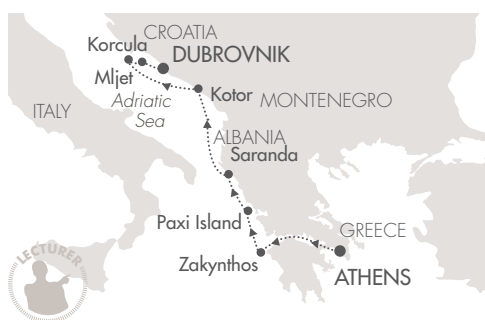 CROATIA
Korcula
DUBROVNIK
Mljet
Kotor
MONTENEGRO
Adriatic
Sea
ITALY
ALBANIA
Saranda
Paxi Island
GREECE
Zakynthos
ATHENS
LECTURER